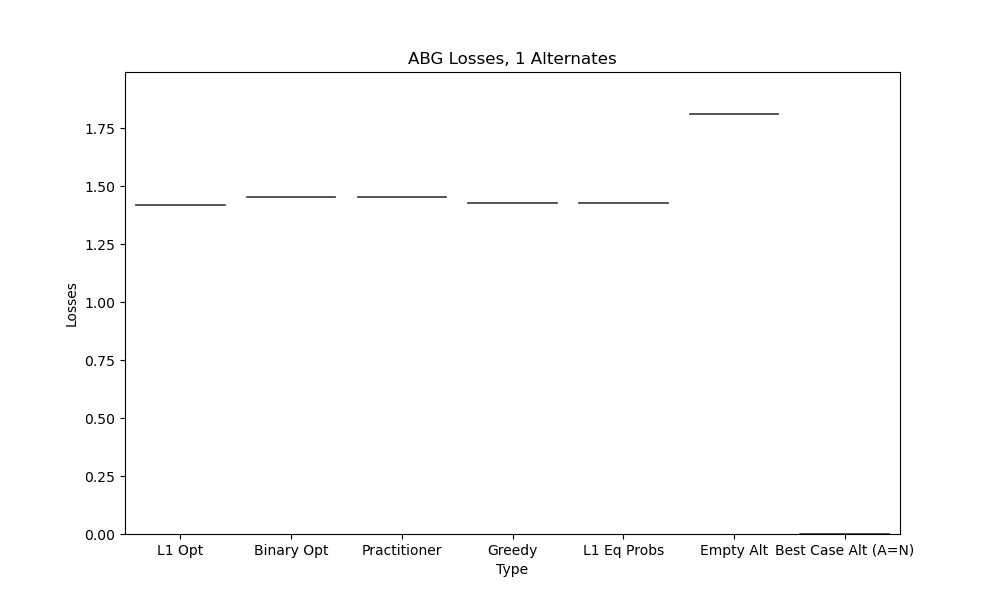 ABG Losses, 1 Alternates
1.75
1.50
1.25
1.00
0.75
0.50
0.25
0.00
Losses
L1 Opt
Binary Opt
Practitioner
Greedy
L1 Eq Probs
Empty Alt
Best Case Alt (A=N)
Type